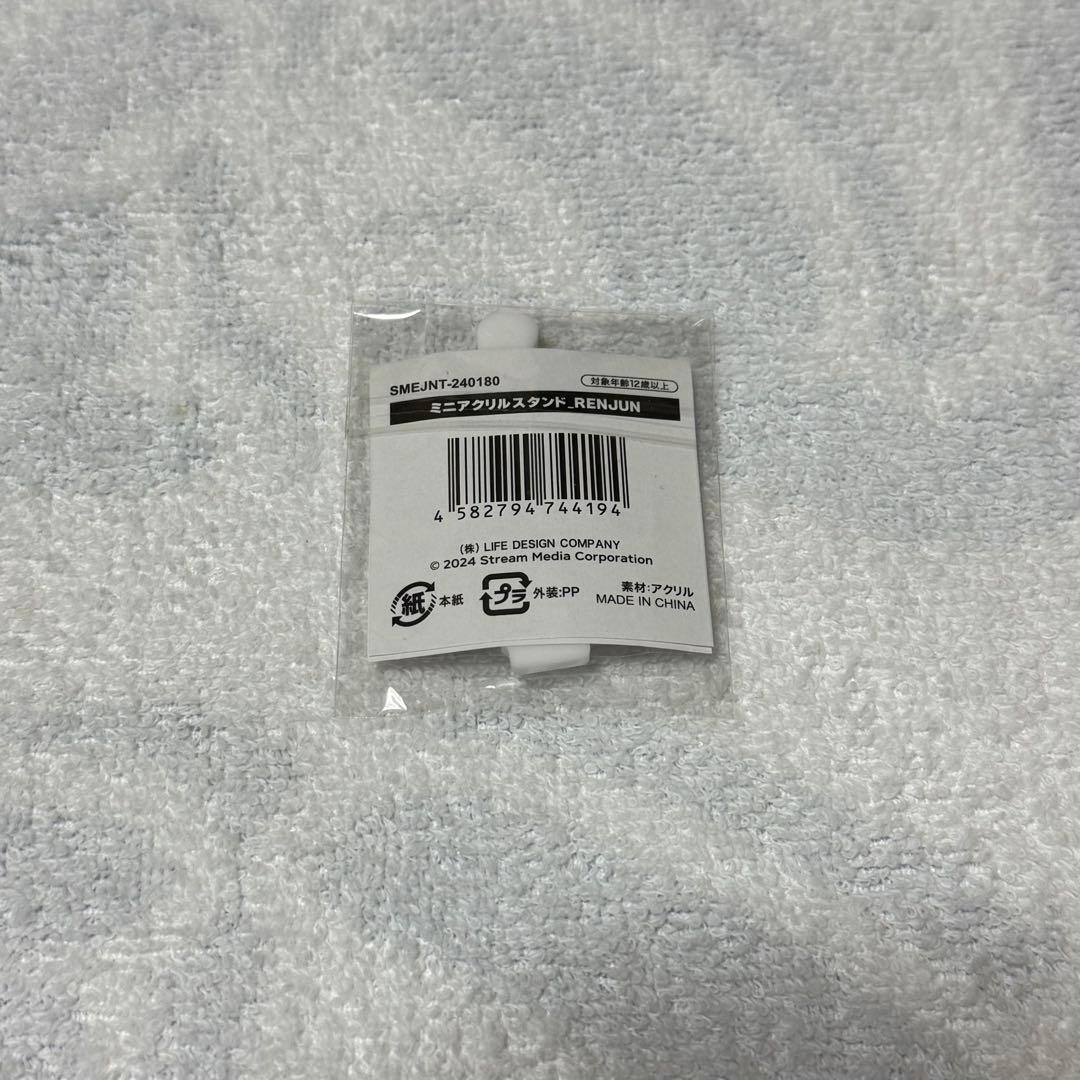 SMEJNT-240180
対象年齢12歳以上
ミニアクリルスタンド_RENJUN
4 582794 744194
(株) LIFE DESIGN COMPANY
© 2024 Stream Media Corporation
紙 本紙
プラ 外装:PP
素材:アクリル
MADE IN CHINA